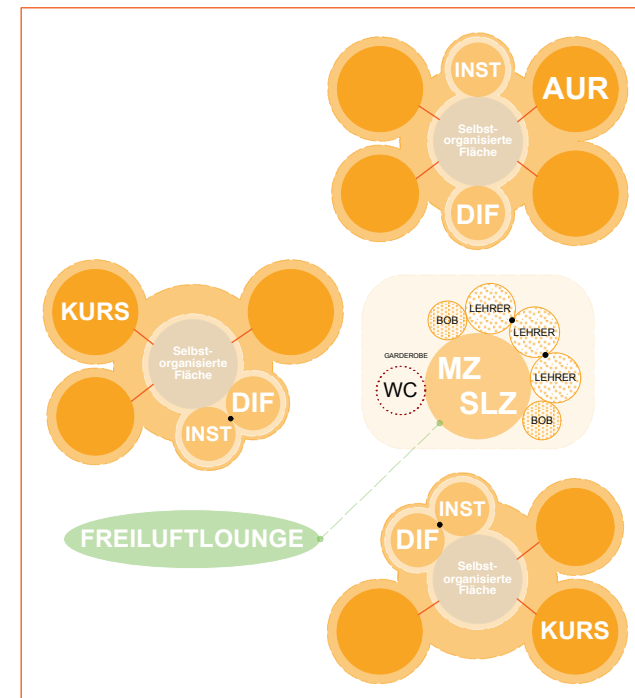 INST
AUR
Selbst-
organisierte
Fläche
DIF
KURS
Selbst-
organisierte
Fläche
DIF
INST
LEHRER
BOB
LEHRER
GARDEROBE
MZ
LEHRER
WC
SLZ
BOB
INST
FREILUFTLOUNGE
DIF
Selbst-
organisierte
Fläche
KURS